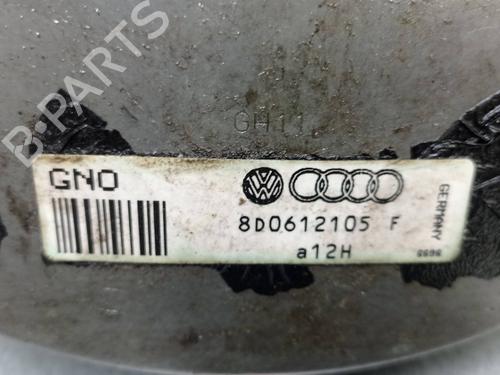 B-PARTS
GH11
GNO
8D0612105 F
a12H
GERMANY